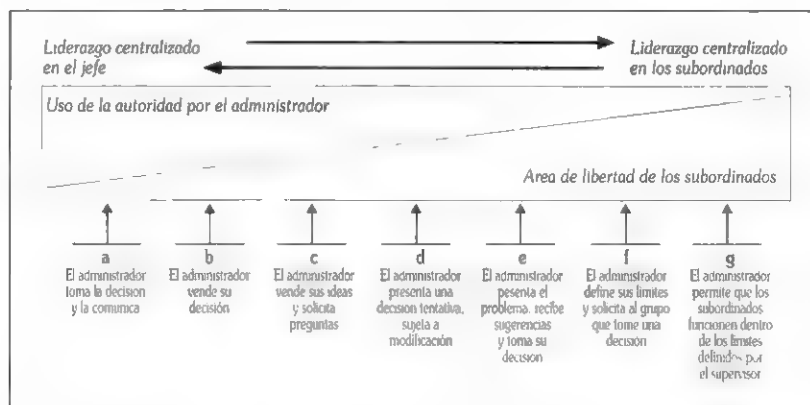 Liderazgo centralizado
en el jefe
Liderazgo centralizado
en los subordinados
Uso de la autoridad por el administrador
Area de libertad de los subordinados
a
El administrador
toma la decision
y la comunica
b
El administrador
vende su
decisión
c
El administrador
vende sus ideas
y solicita
preguntas
d
El administrador
presenta una
decision tentativa,
sujeta a
modificación
e
El administrador
pesenta el
problema, recibe
sugerencias
y toma su
decision
f
El administrador
define sus limites
y solicita al grupo
que tome una
decisión
g
El administrador
permite que los
subordinados
funcionen dentro
de los limites
definidos por
el supervisor